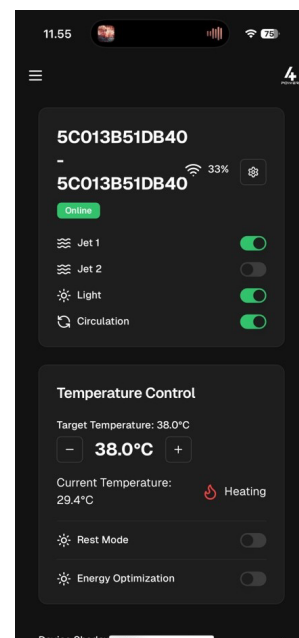 11.55
75
5C013B51DB40
-
5C013B51DB40
33%
Online
Jet 1
Jet 2
Light
Circulation
Temperature Control
Target Temperature: 38.0°C
− 38.0°C +
Current Temperature:
29.4°C
Heating
Rest Mode
Energy Optimization